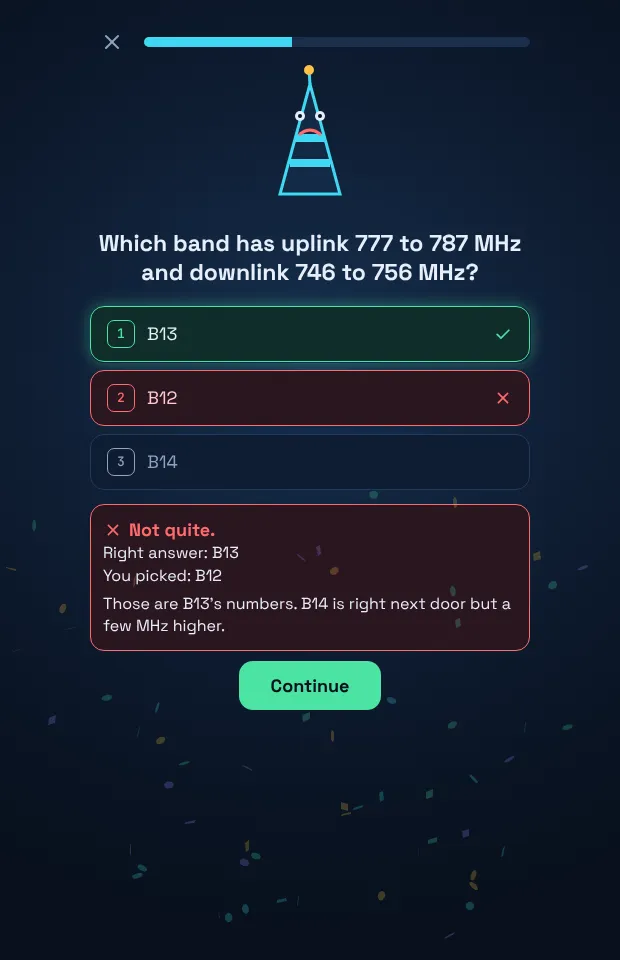 Which band has uplink 777 to 787 MHz
and downlink 746 to 756 MHz?
1 B13
2 B12
3 B14
Not quite.
Right answer: B13
You picked: B12
Those are B13's numbers. B14 is right next door but a
few MHz higher.
Continue